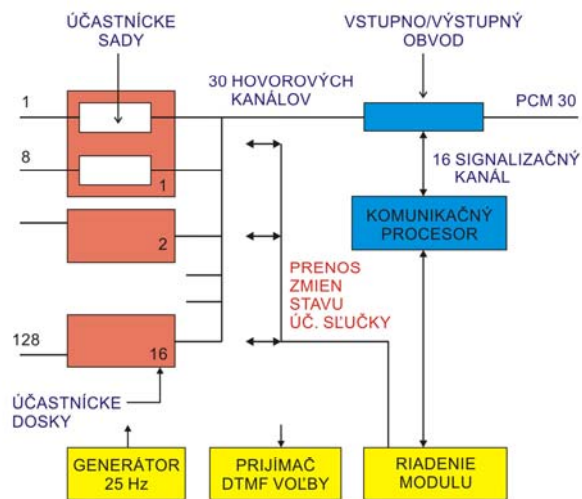 ÚČASTNÍCKE
SADY
VSTUPNO/VÝSTUPNÝ
OBVOD
1
30 HOVOROVÝCH
KANÁLOV
PCM 30
8
1
16 SIGNALIZAČNÝ
KANÁL
2
KOMUNIKAČNÝ
PROCESOR
PRENOS
ZMIEN
STAVU
ÚČ. SĽUČKY
128
16
ÚČASTNÍCKE
DOSKY
GENERÁTOR
25 Hz
PRIJÍMAČ
DTMF VOĽBY
RIADENIE
MODULU